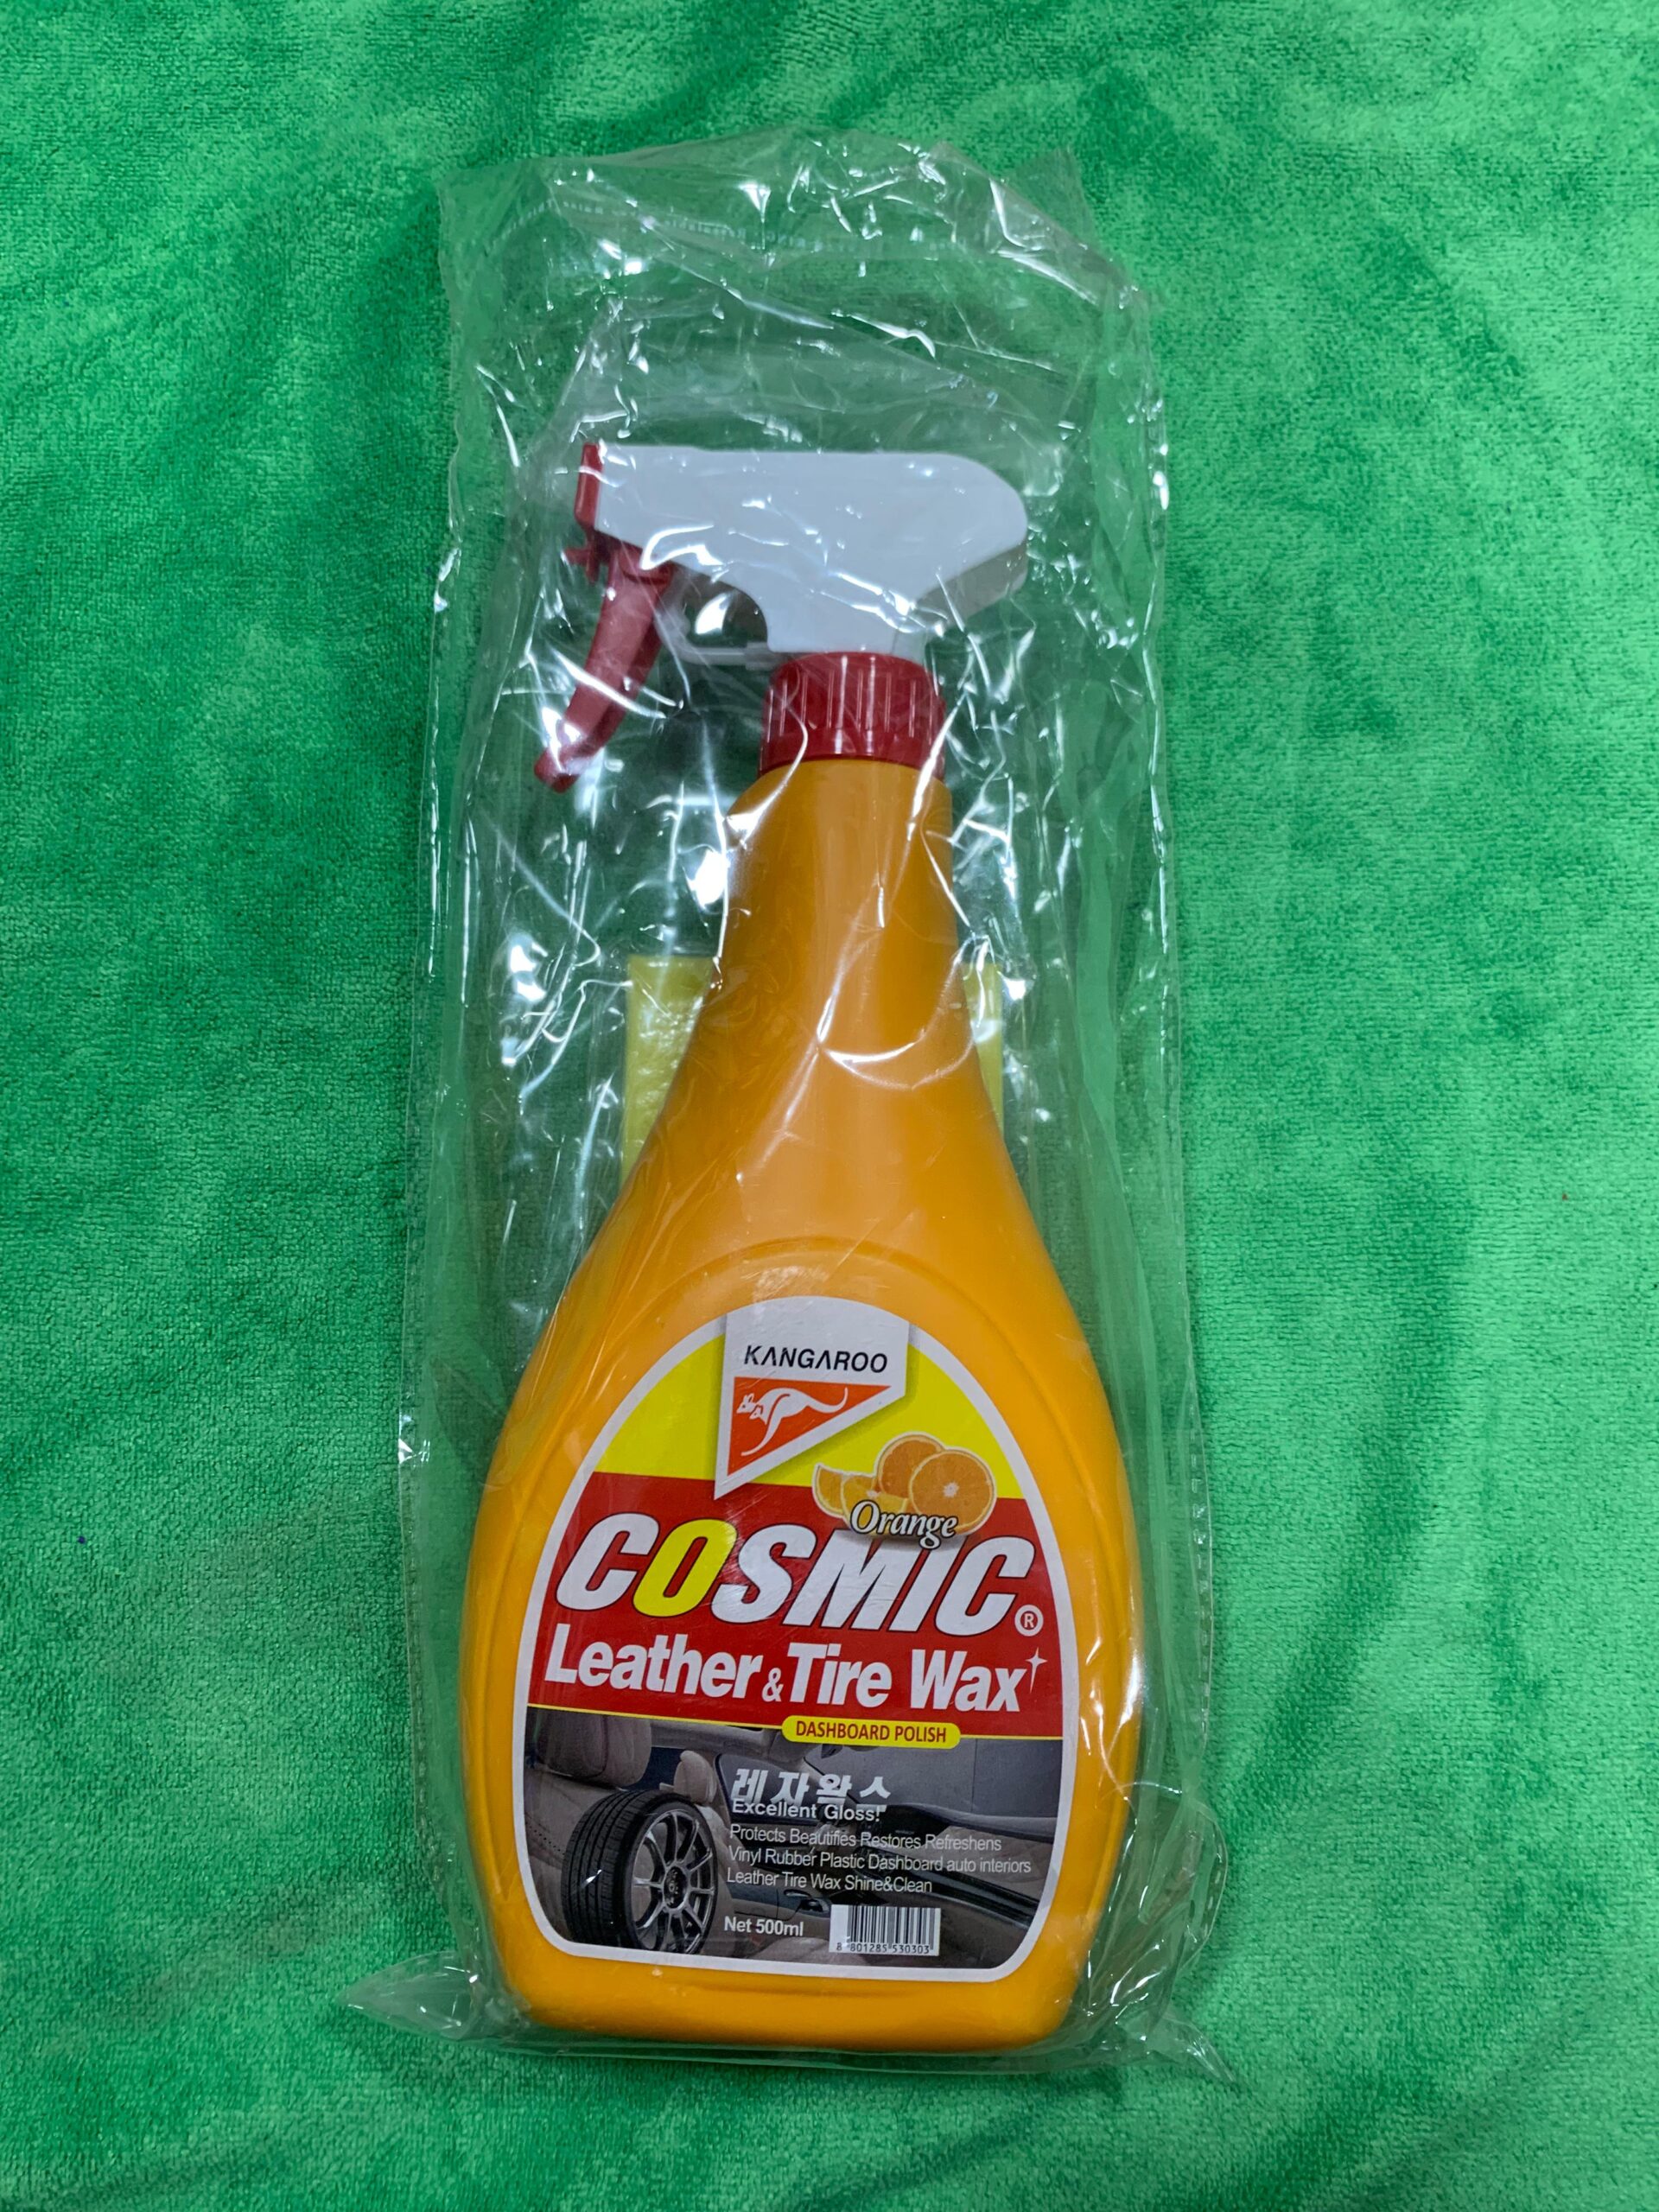 KANGAROO
Orange
COSMIC®
Leather & Tire Wax
DASHBOARD POLISH
레자왁스
Excellent Gloss!
Protects Beautifies Restores Refreshens
Vinyl Rubber Plastic Dashboard auto interiors
Leather Tire Wax Shine&Clean
Net 500ml
8 801285 530303